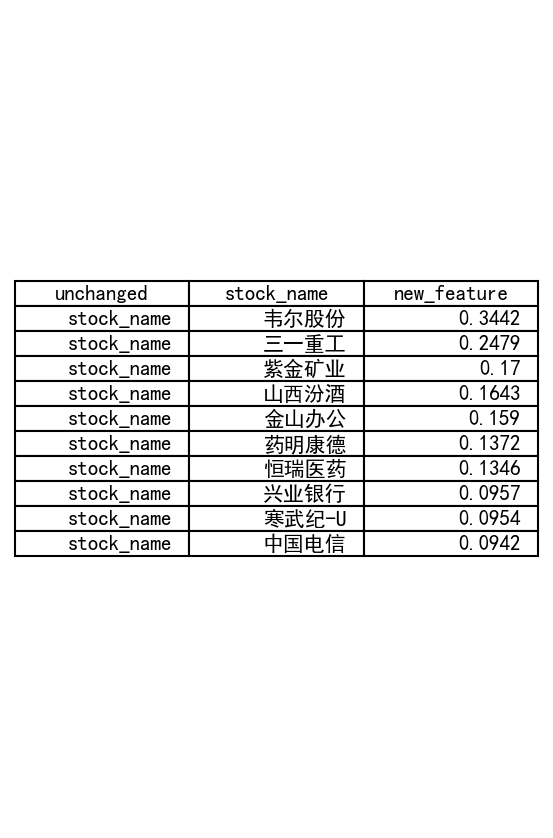 unchanged stock_name new_feature
stock_name 韦尔股份 0.3442
stock_name 三一重工 0.2479
stock_name 紫金矿业 0.17
stock_name 山西汾酒 0.1643
stock_name 金山办公 0.159
stock_name 药明康德 0.1372
stock_name 恒瑞医药 0.1346
stock_name 兴业银行 0.0957
stock_name 寒武纪-U 0.0954
stock_name 中国电信 0.0942